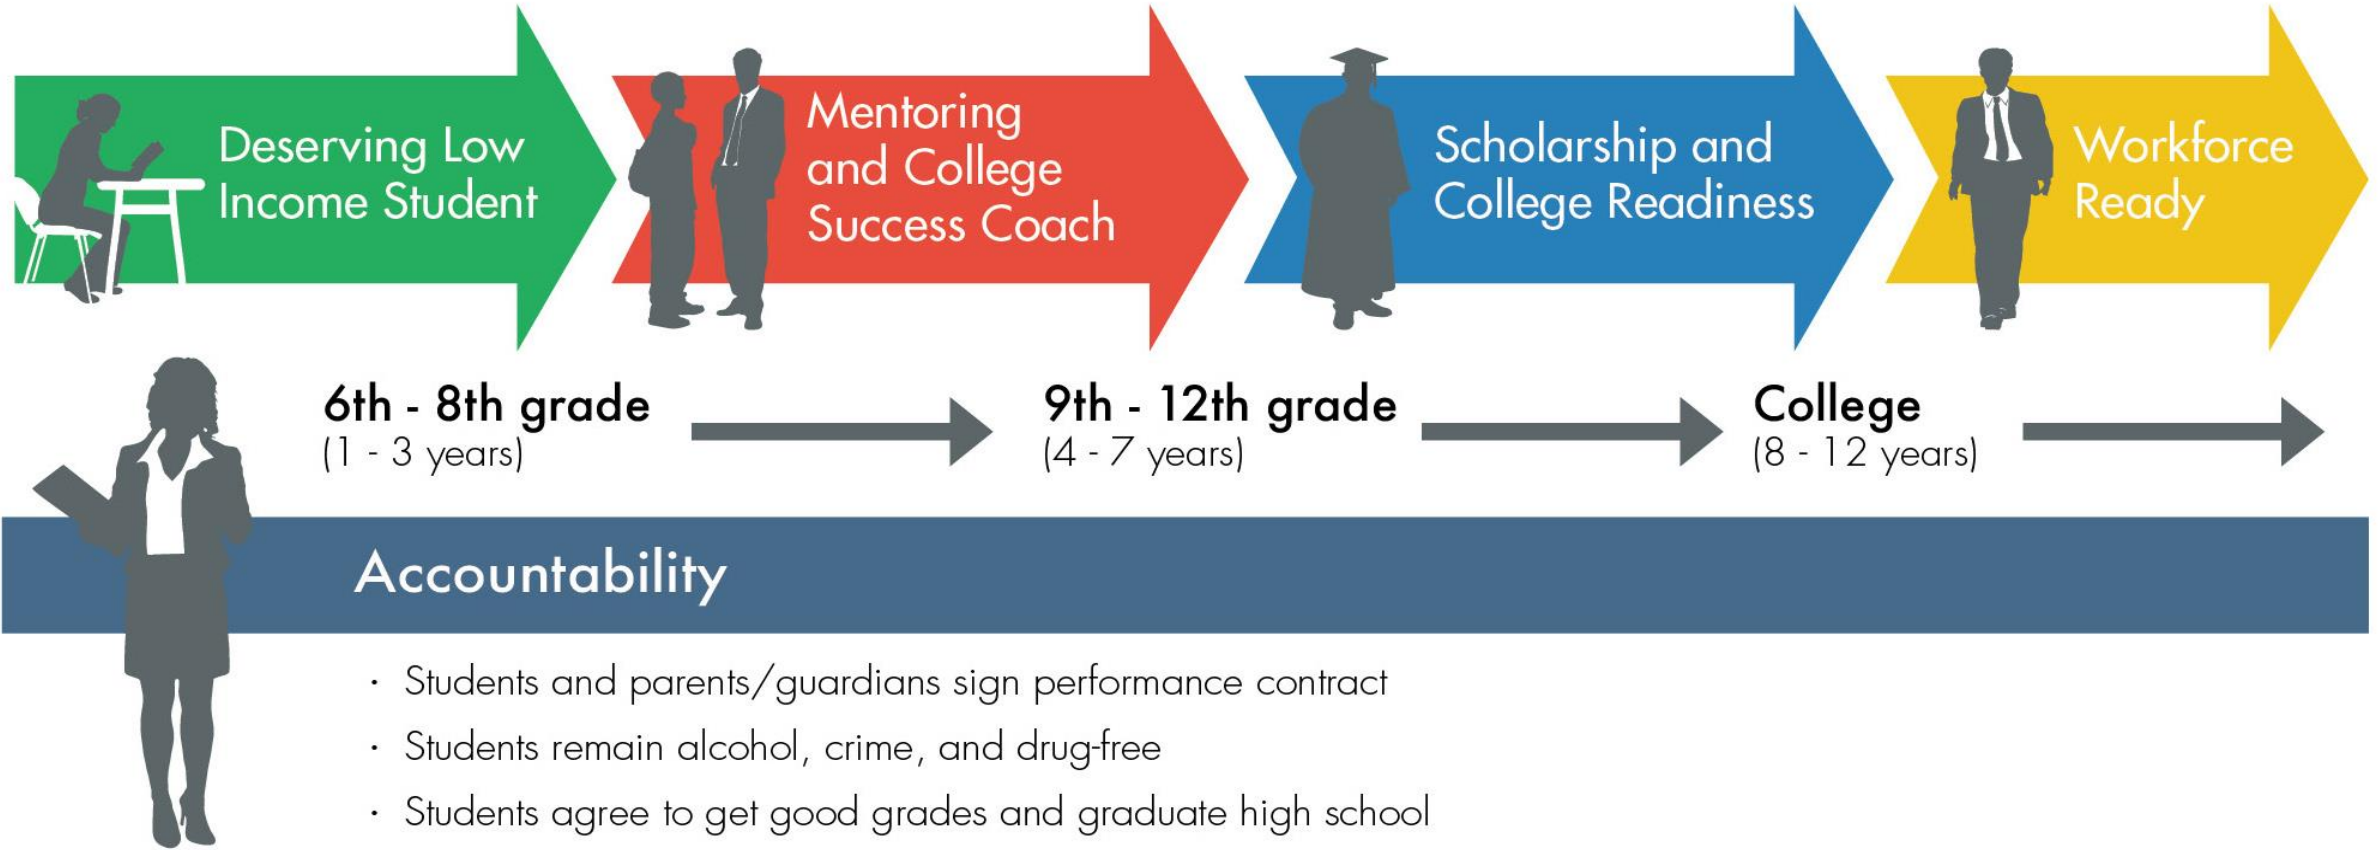 Deserving Low
Income Student
Mentoring
and College
Success Coach
Scholarship and
College Readiness
Workforce
Ready
6th - 8th grade
(1 - 3 years)
9th - 12th grade
(4 - 7 years)
College
(8 - 12 years)
Accountability
· Students and parents/guardians sign performance contract
· Students remain alcohol, crime, and drug-free
· Students agree to get good grades and graduate high school